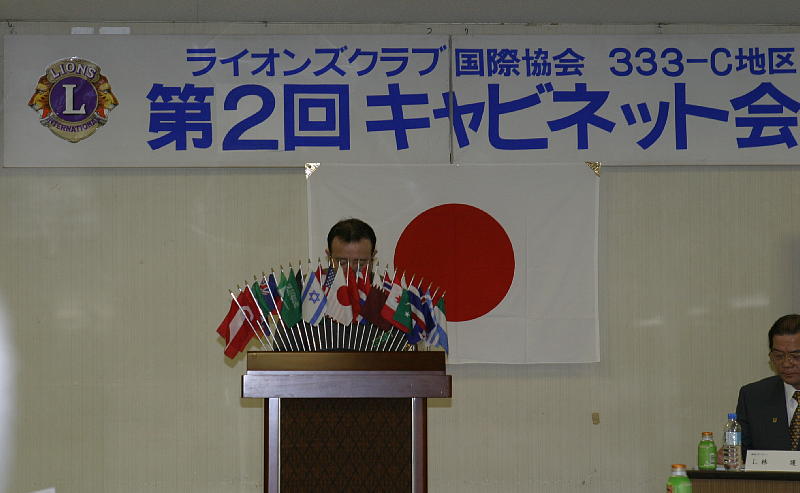 ライオンズクラブ 国際協会 333-C地区
第2回キャビネット会
LIONS
L
INTERNATIONAL
L. 林